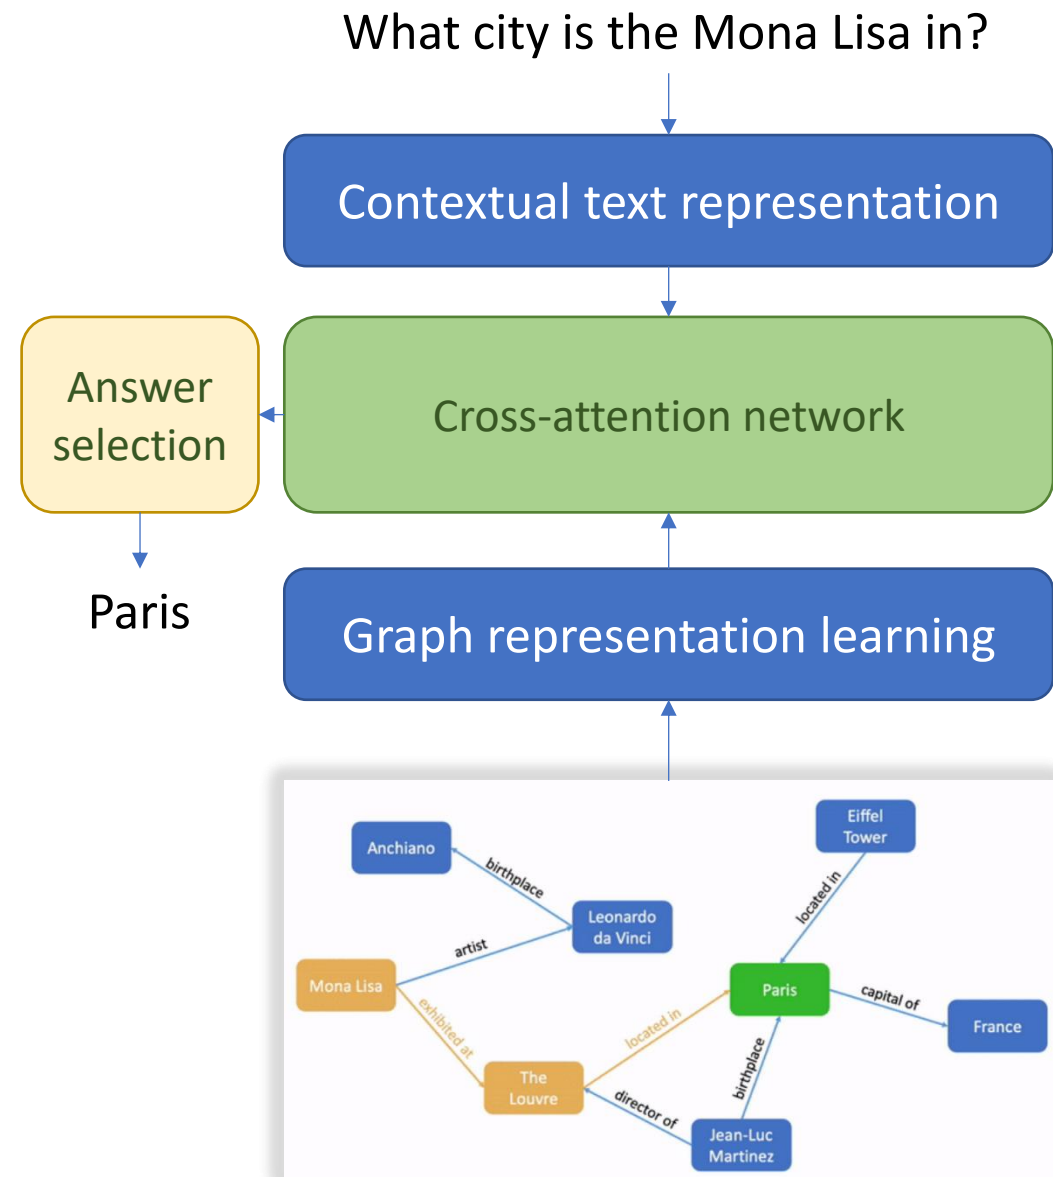 What city is the Mona Lisa in?
Contextual text representation
Answer
selection
Cross-attention network
Paris
Graph representation learning
Eiffel
Tower
Anchiano
birthplace
located in
Leonardo
da Vinci
artist
Mona Lisa
Paris
capital of
exhibited at
located in
France
The
Louvre
birthplace
director of
Jean-Luc
Martinez